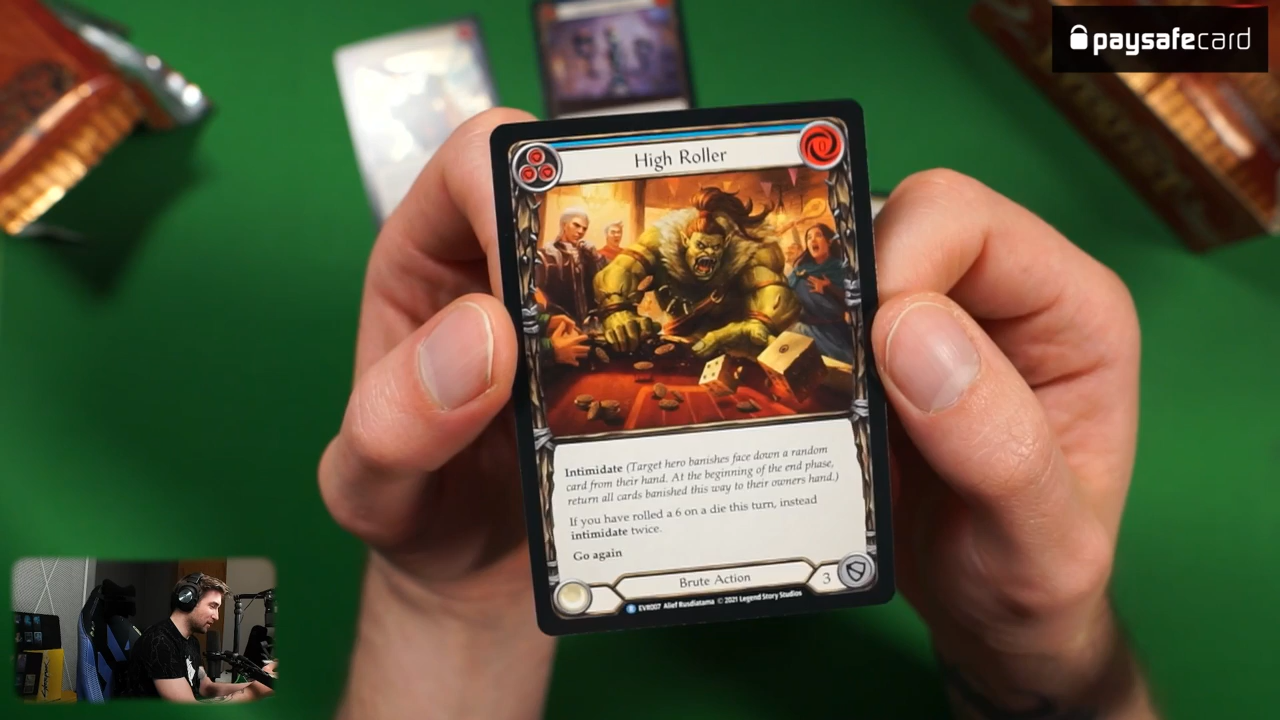 paysafecard
High Roller
0
Intimidate (Target hero banishes face down a random
card from their hand. At the beginning of the end phase,
return all cards banished this way to their owners hand.)
If you have rolled a 6 on a die this turn, instead
intimidate twice.
Go again
Brute Action
3
R EVR007 Alief Rusdiatama © 2021 Legend Story Studios